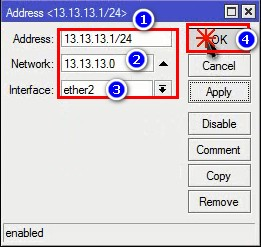 Address <13.13.13.1/24>
1
Address: 13.13.13.1/24
OK 4
2
Network: 13.13.13.0
Cancel
Interface: ether2 3
Apply
Disable
Comment
Copy
Remove
enabled